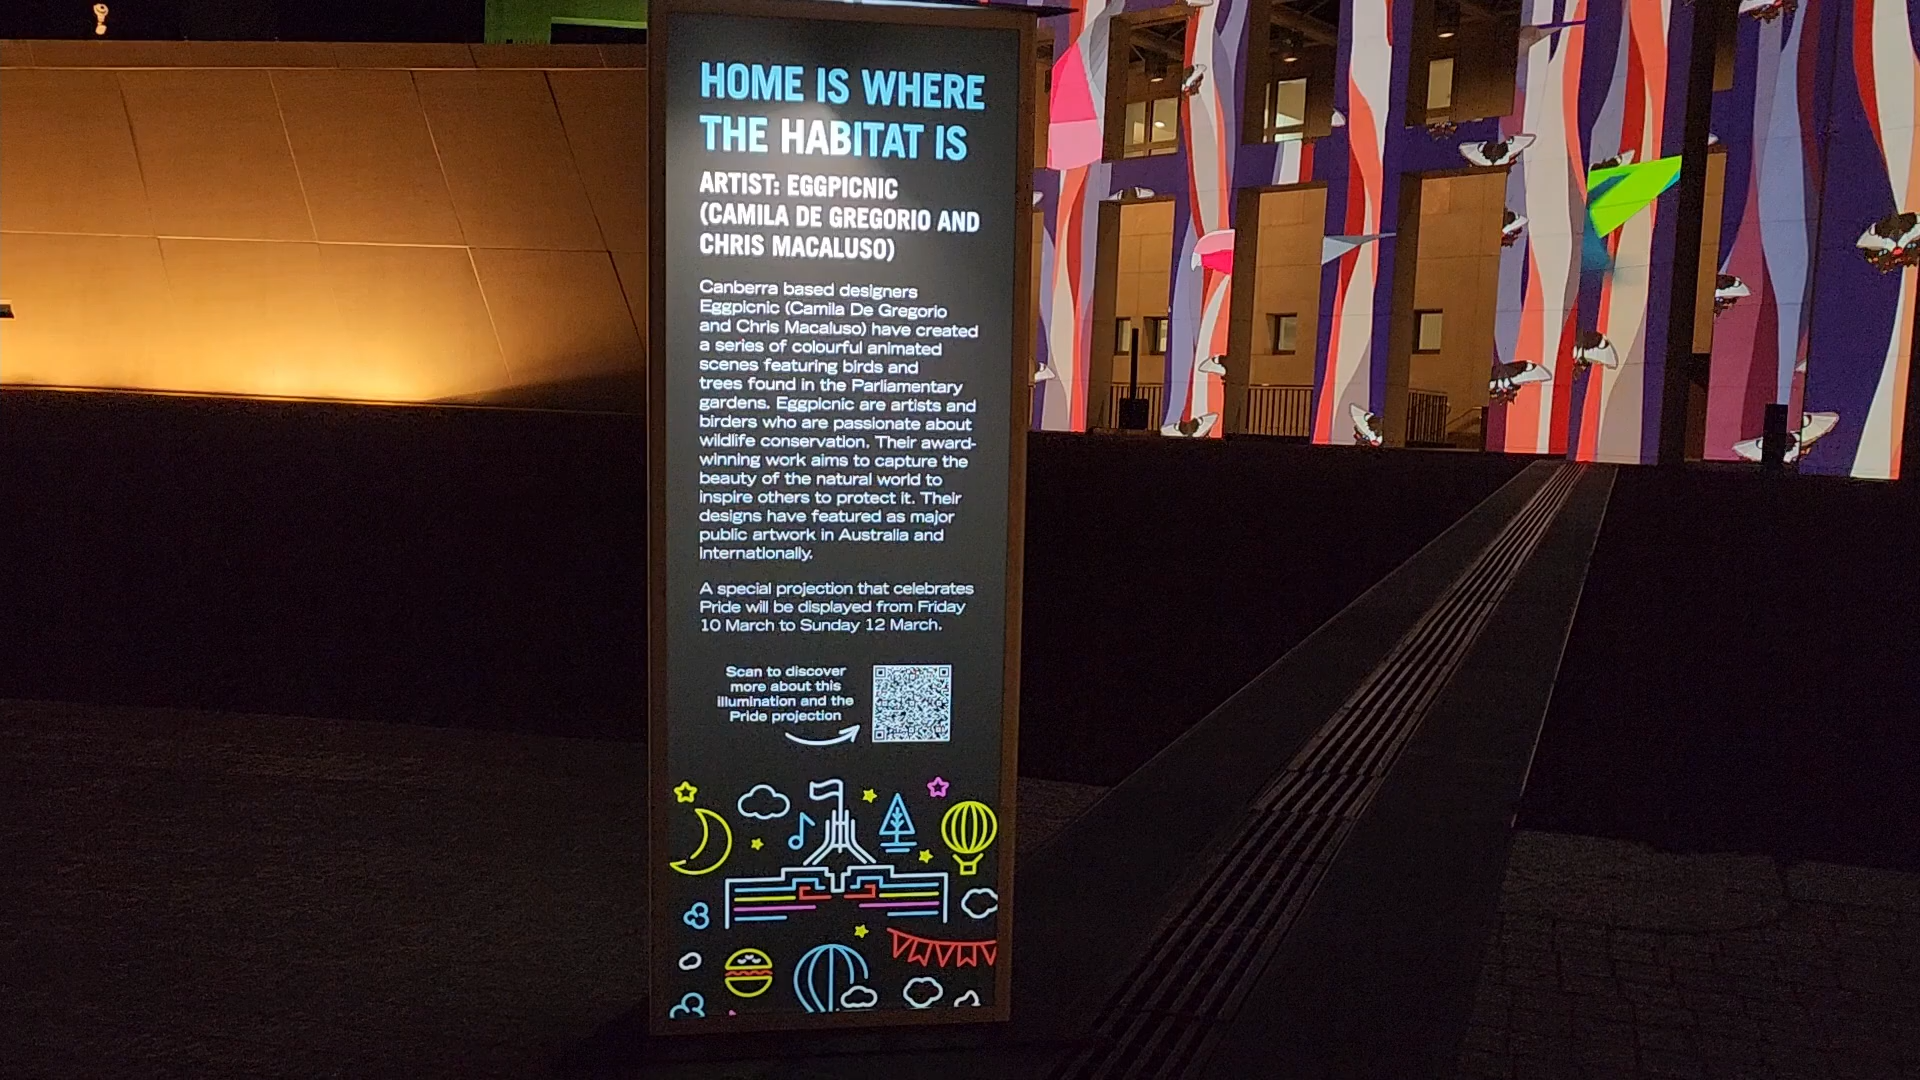 HOME IS WHERE
THE HABITAT IS
ARTIST: EGGPICNIC
(CAMILA DE GREGORIO AND
CHRIS MACALUSO)
Canberra based designers
Eggpicnic (Camila De Gregorio
and Chris Macaluso) have created
a series of colourful animated
scenes featuring birds and
trees found in the Parliamentary
gardens. Eggpicnic are artists and
birders who are passionate about
wildlife conservation. Their award-
winning work aims to capture the
beauty of the natural world to
inspire others to protect it. Their
designs have featured as major
public artwork in Australia and
internationally.
A special projection that celebrates
Pride will be displayed from Friday
10 March to Sunday 12 March.
Scan to discover
more about this
illumination and the
Pride projection